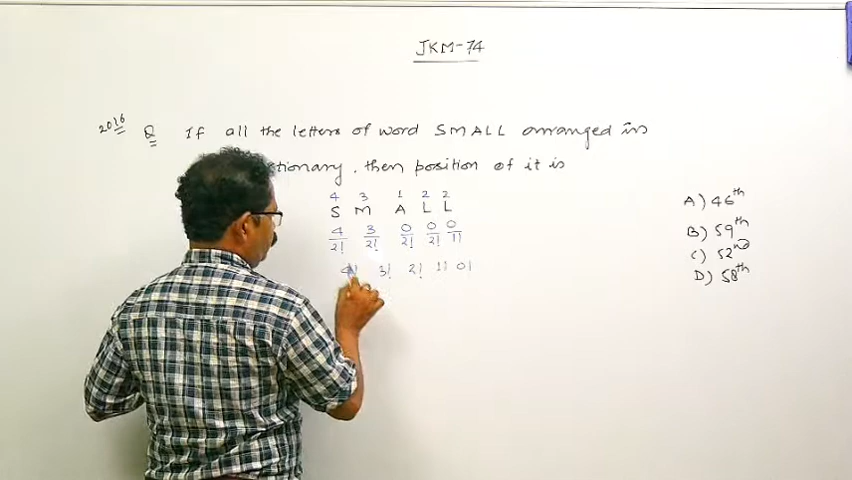 JKM-74
2016 Q If all the letters of word SMALL arranged in
then position of it is
4 3 1 2 2
S M A L L
4/2! 3/2! 0/2! 0/2! 0/1!
4! 3! 2! 1! 0!
A) 46th
B) 59th
C) 52nd
D) 58th